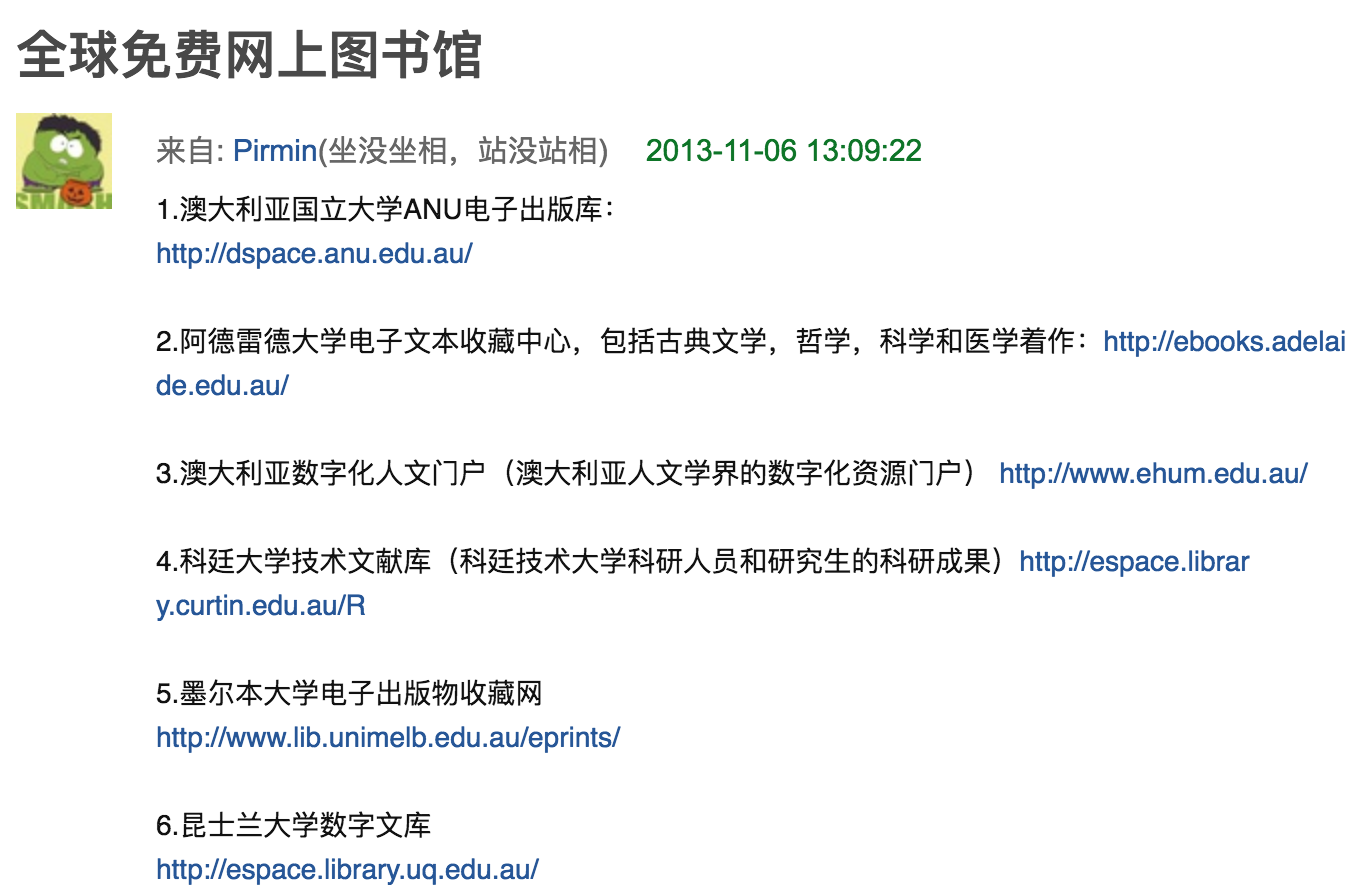 全球免费网上图书馆
来自: Pirmin(坐没坐相，站没站相) 2013-11-06 13:09:22
SMASH
1.澳大利亚国立大学ANU电子出版库：
http://dspace.anu.edu.au/
2.阿德雷德大学电子文本收藏中心，包括古典文学，哲学，科学和医学着作：http://ebooks.adelai
de.edu.au/
3.澳大利亚数字化人文门户（澳大利亚人文学界的数字化资源门户） http://www.ehum.edu.au/
4.科廷大学技术文献库（科廷技术大学科研人员和研究生的科研成果）http://espace.librar
y.curtin.edu.au/R
5.墨尔本大学电子出版物收藏网
http://www.lib.unimelb.edu.au/eprints/
6.昆士兰大学数字文库
http://espace.library.uq.edu.au/